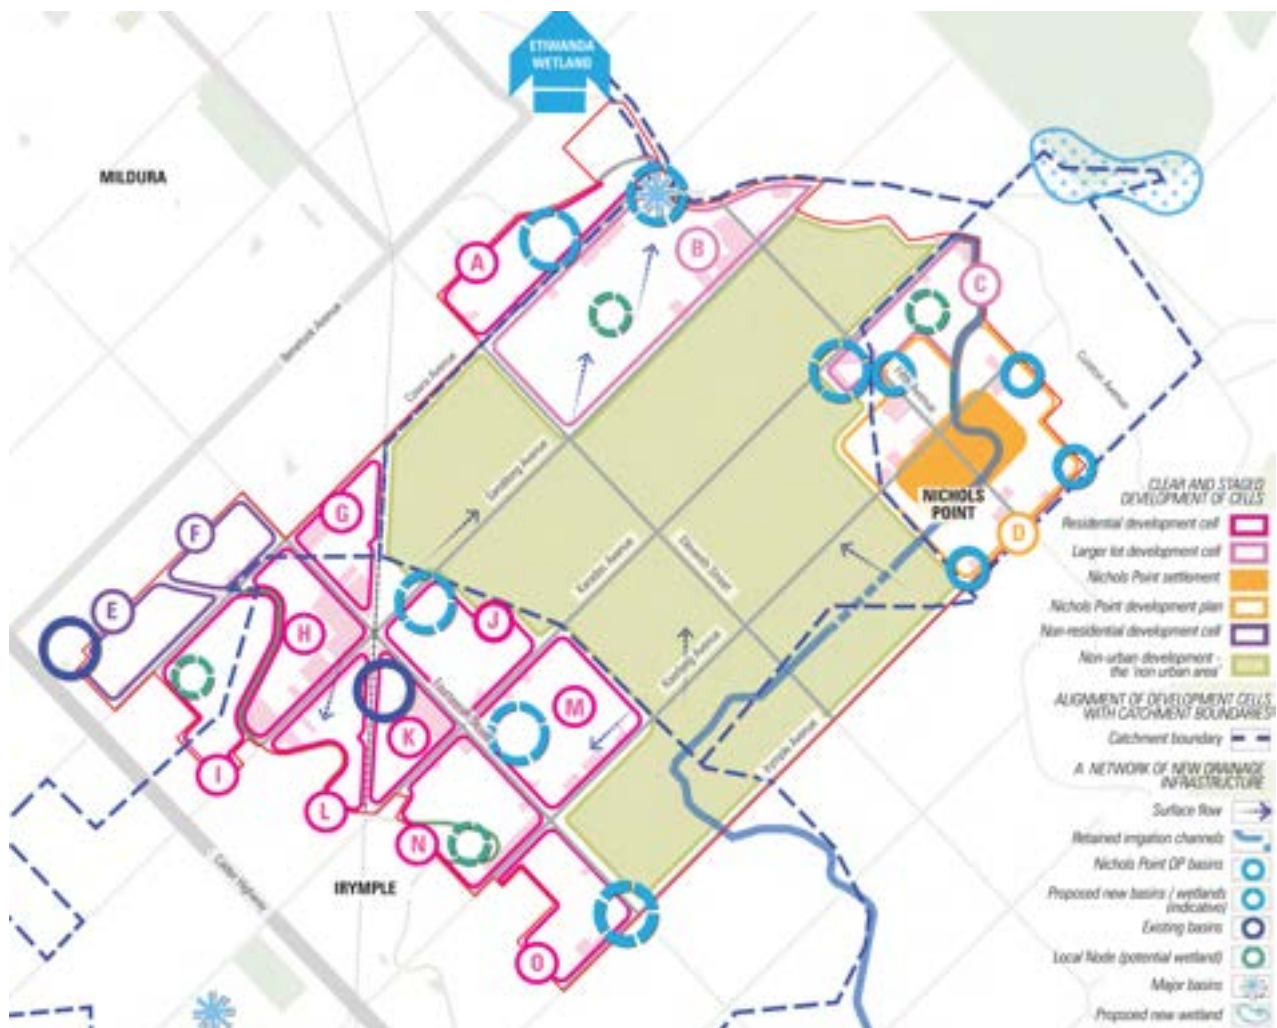 ETIWANDA
WETLAND
MILDURA
B
A
C
Benetook Avenue
Cowra Avenue
Fifth Avenue
Sandilong Avenue
NICHOLS
POINT
D
G
F
E
H
J
Karadoc Avenue
M
K
Irymple Avenue
I
L
N
IRYMPLE
Calder Highway
O
CLEAR AND STAGED
DEVELOPMENT OF CELLS
Residential development cell
Larger lot development cell
Nichols Point settlement
Nichols Point development plan
Non-residential development cell
Non-urban development -
the 'non urban area'
ALIGNMENT OF DEVELOPMENT CELLS
WITH CATCHMENT BOUNDARIES
Catchment boundary
A NETWORK OF NEW DRAINAGE
INFRASTRUCTURE
Surface flow
Retained irrigation channels
Nichols Point DP basins
Proposed new basins / wetlands
(indicative)
Existing basins
Local Node (potential wetland)
Major basins
Proposed new wetland